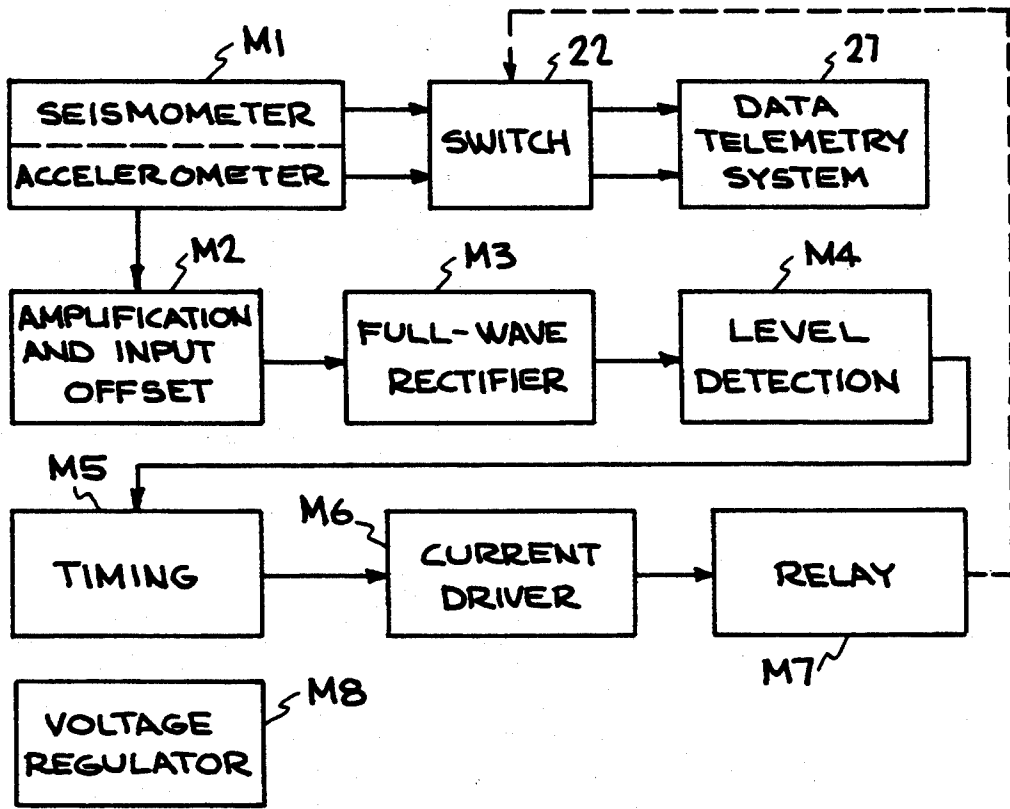 M1
22
27
SEISMOMETER
ACCELEROMETER
SWITCH
DATA
TELEMETRY
SYSTEM
M2
M3
M4
AMPLIFICATION
AND INPUT
OFFSET
FULL-WAVE
RECTIFIER
LEVEL
DETECTION
M5
M6
TIMING
CURRENT
DRIVER
RELAY
M7
M8
VOLTAGE
REGULATOR